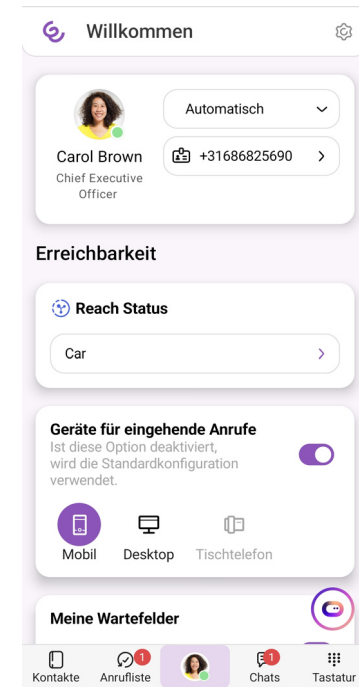 Willkommen
Automatisch
+31686825690
Carol Brown
Chief Executive
Officer
Erreichbarkeit
Reach Status
Car
Geräte für eingehende Anrufe
Ist diese Option deaktiviert,
wird die Standardkonfiguration
verwendet.
Mobil Desktop Tischtelefon
Meine Wartefelder
1 1
Kontakte Anrufliste Chats Tastatur